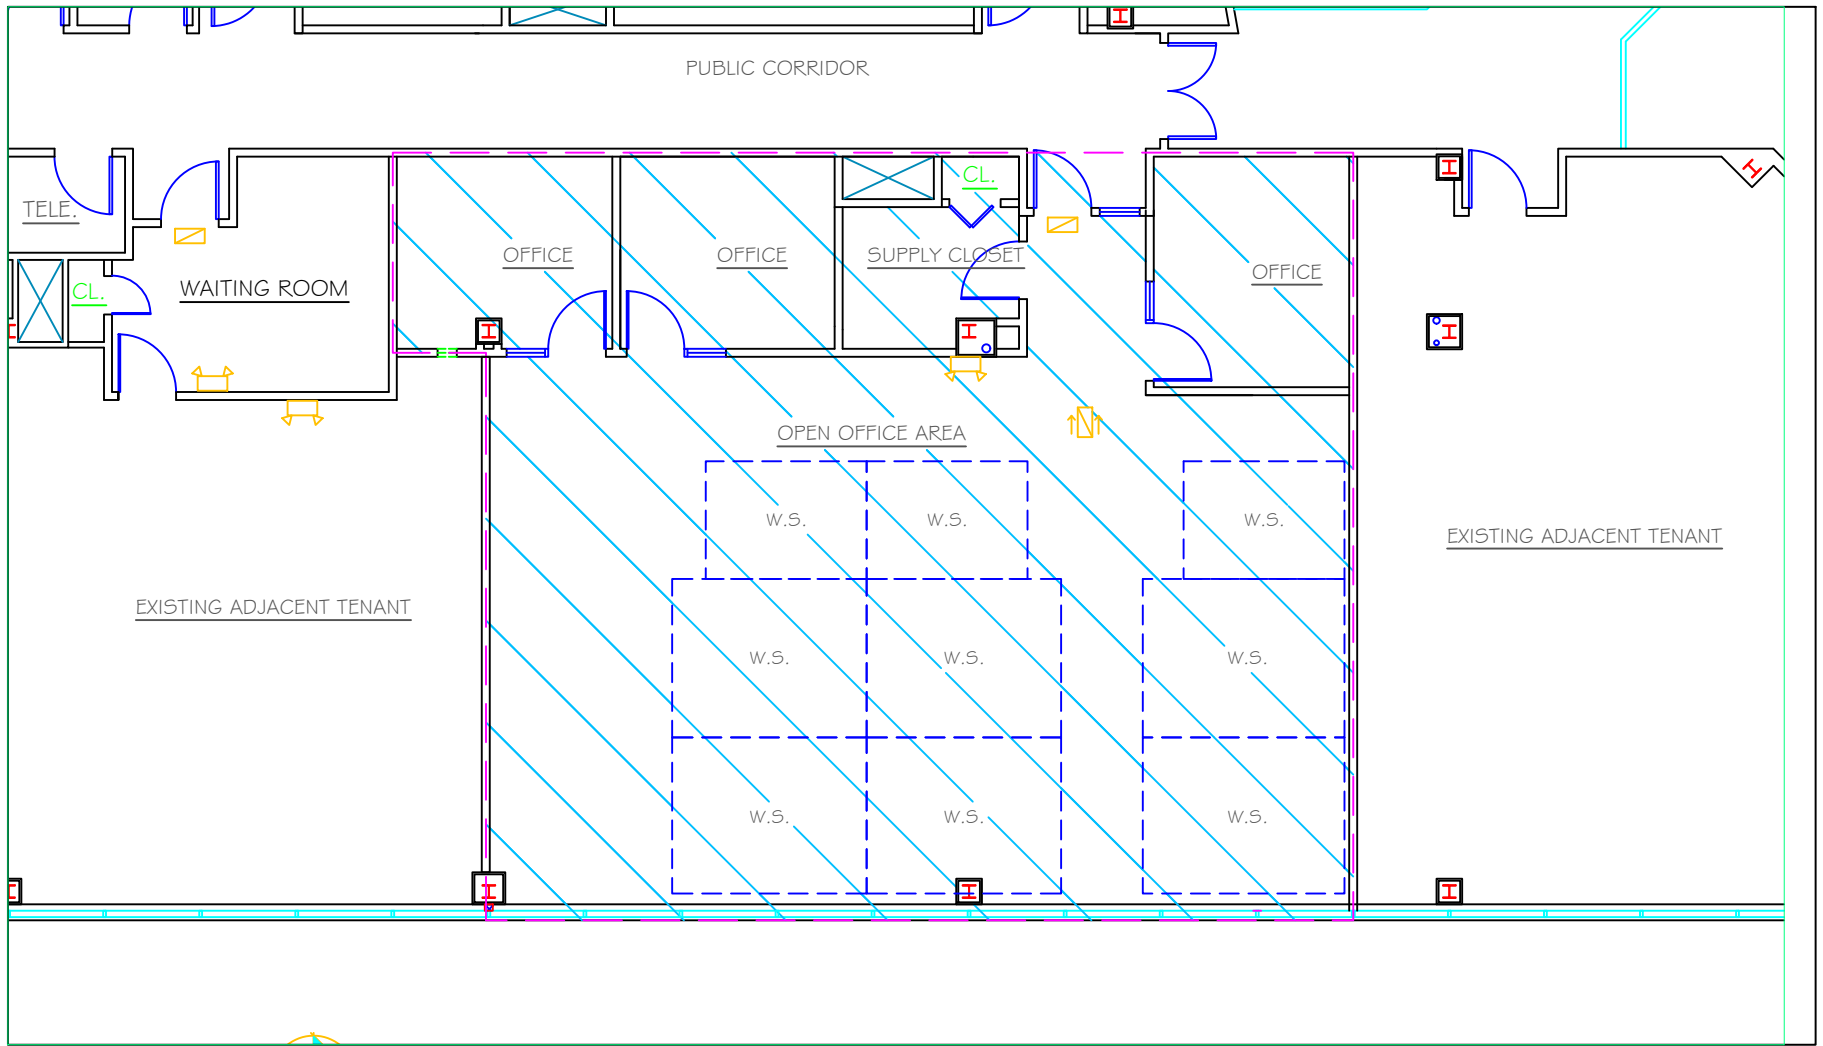 PUBLIC CORRIDOR
TELE.
CL.
WAITING ROOM
OFFICE
OFFICE
SUPPLY CLOSET
CL.
OFFICE
OPEN OFFICE AREA
W.S.
W.S.
W.S.
EXISTING ADJACENT TENANT
EXISTING ADJACENT TENANT
W.S.
W.S.
W.S.
W.S.
W.S.
W.S.